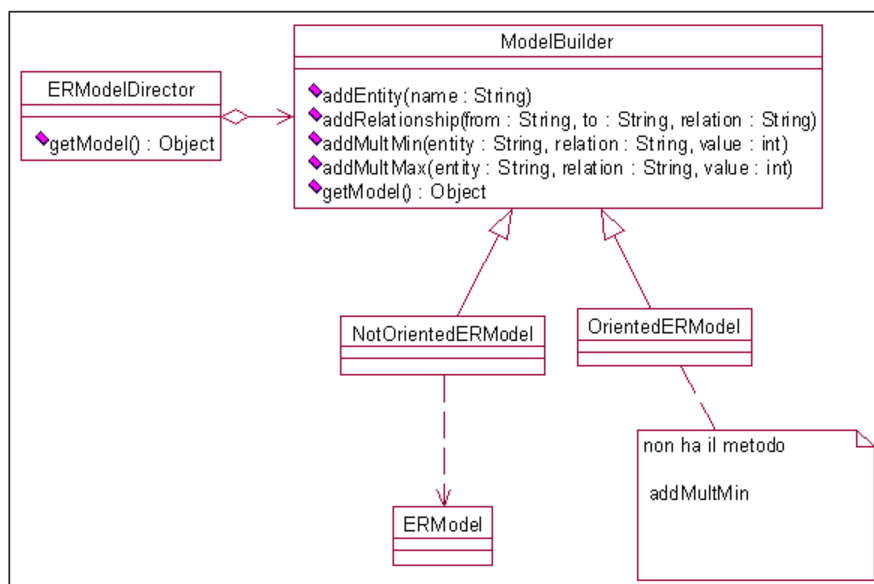 ModelBuilder
addEntity(name : String)
addRelationship(from : String, to : String, relation : String)
addMultMin(entity : String, relation : String, value : int)
addMultMax(entity : String, relation : String, value : int)
getModel() : Object
ERModelDirector
getModel() : Object
NotOrientedERModel
OrientedERModel
non ha il metodo
addMultMin
ERModel